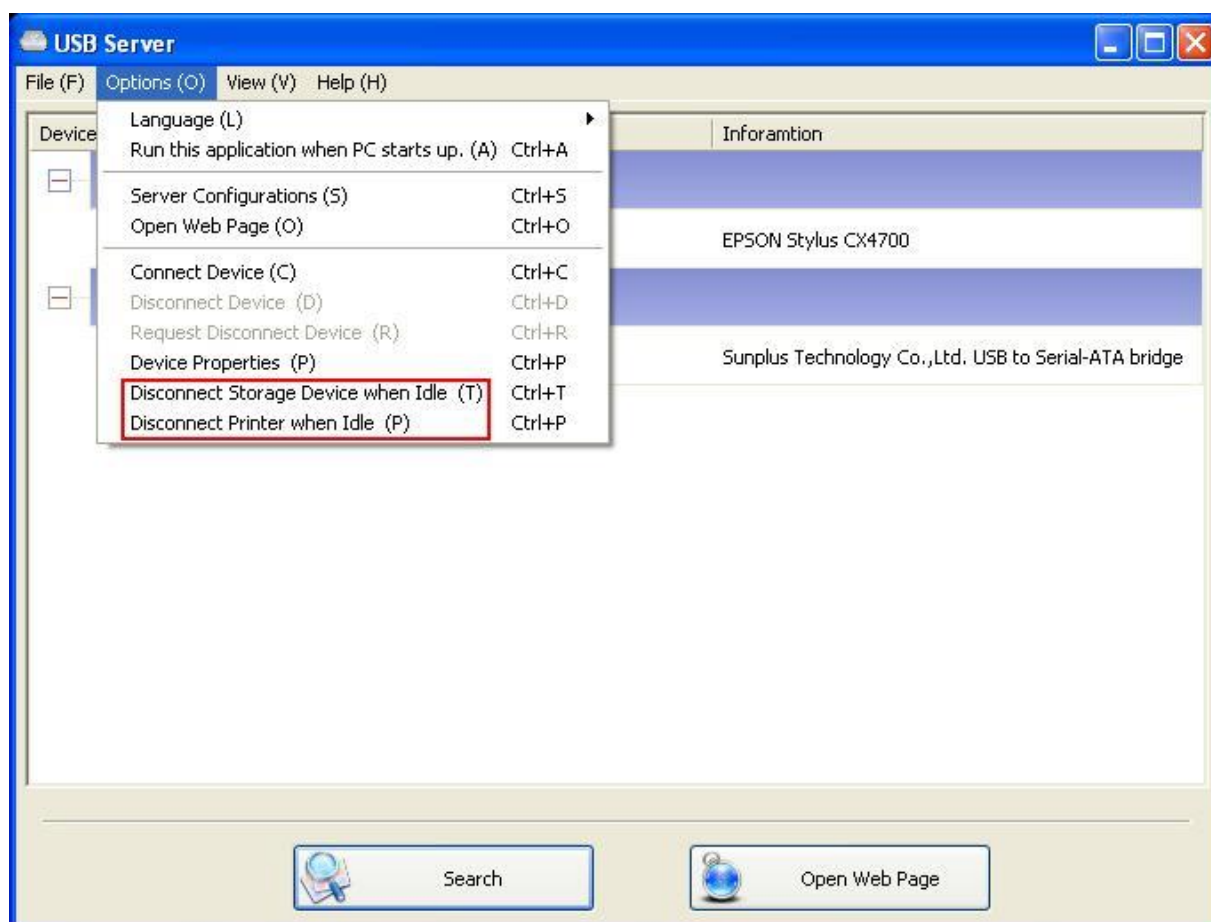 USB Server
File (F) Options (O) View (V) Help (H)
Device Inforamtion
Language (L)
Run this application when PC starts up. (A) Ctrl+A
Server Configurations (S) Ctrl+S
Open Web Page (O) Ctrl+O
EPSON Stylus CX4700
Connect Device (C) Ctrl+C
Disconnect Device (D) Ctrl+D
Request Disconnect Device (R) Ctrl+R
Device Properties (P) Ctrl+P
Sunplus Technology Co.,Ltd. USB to Serial-ATA bridge
Disconnect Storage Device when Idle (T) Ctrl+T
Disconnect Printer when Idle (P) Ctrl+P
Search Open Web Page